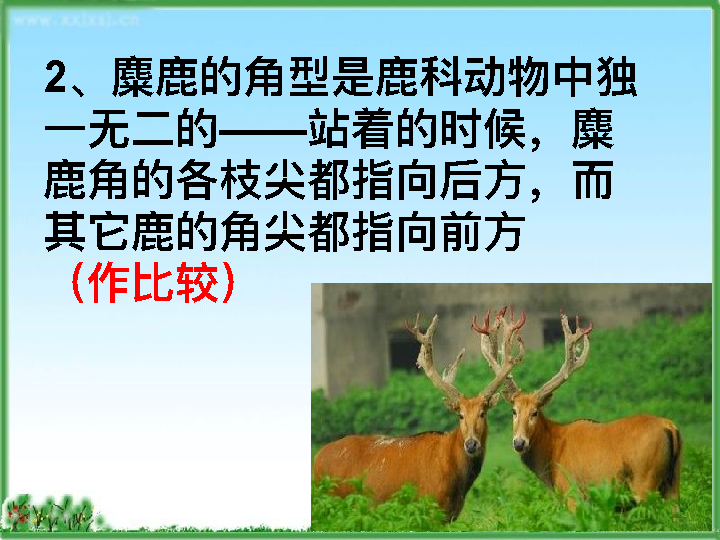 www.xxjxsj.cn
2、麋鹿的角型是鹿科动物中独
一无二的——站着的时候，麋
鹿角的各枝尖都指向后方，而
其它鹿的角尖都指向前方
（作比较）